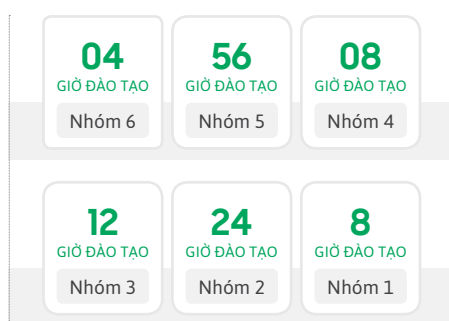 04
GIỜ ĐÀO TẠO
Nhóm 6
56
GIỜ ĐÀO TẠO
Nhóm 5
08
GIỜ ĐÀO TẠO
Nhóm 4
12
GIỜ ĐÀO TẠO
Nhóm 3
24
GIỜ ĐÀO TẠO
Nhóm 2
8
GIỜ ĐÀO TẠO
Nhóm 1